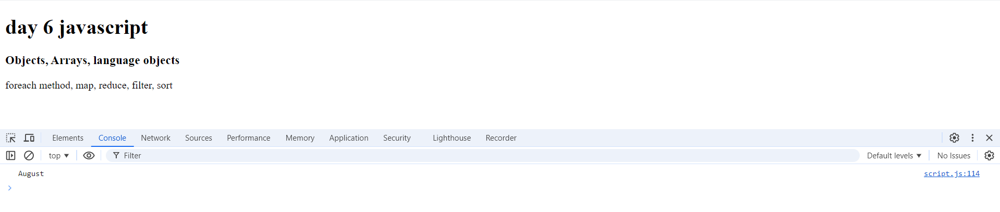 day 6 javascript
Objects, Arrays, language objects
foreach method, map, reduce, filter, sort
Elements Console Network Sources Performance Memory Application Security Lighthouse Recorder
top Filter Default levels No Issues
August script.js:114